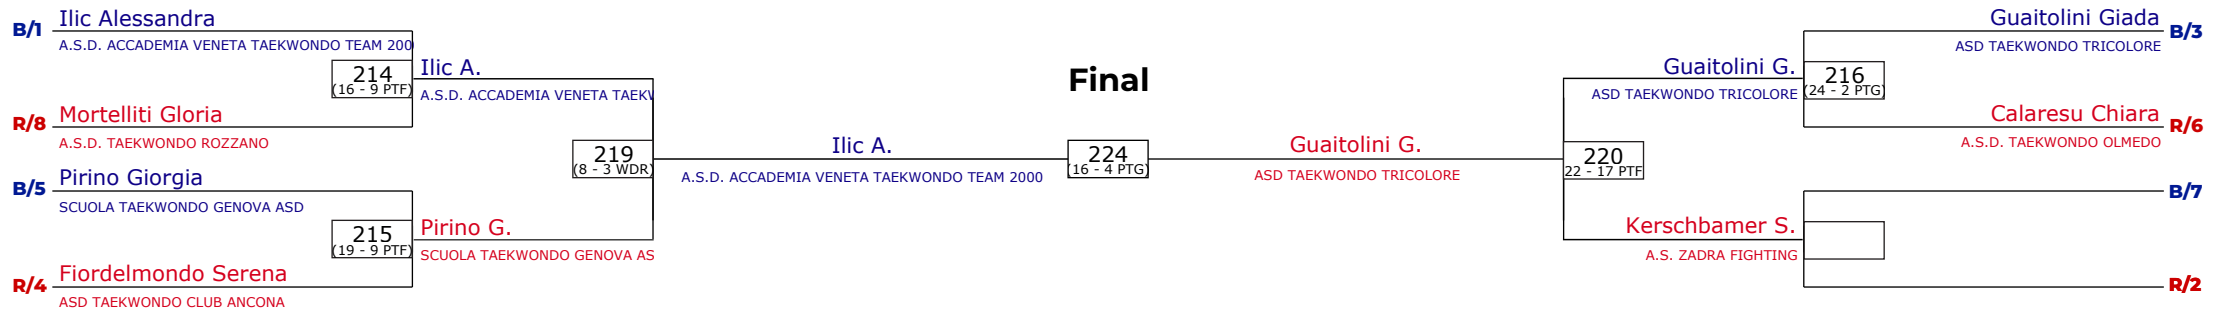 B/1
Ilic Alessandra
A.S.D. ACCADEMIA VENETA TAEKWONDO TEAM 200
214
(16 - 9 PTF)
R/8
Mortelliti Gloria
A.S.D. TAEKWONDO ROZZANO
B/5
Pirino Giorgia
SCUOLA TAEKWONDO GENOVA ASD
215
(19 - 9 PTF)
R/4
Fiordelmondo Serena
ASD TAEKWONDO CLUB ANCONA
Ilic A.
A.S.D. ACCADEMIA VENETA TAEKW
219
(8 - 3 WDR)
Pirino G.
SCUOLA TAEKWONDO GENOVA AS
Final
Ilic A.
A.S.D. ACCADEMIA VENETA TAEKWONDO TEAM 2000
224
(16 - 4 PTG)
Guaitolini G.
ASD TAEKWONDO TRICOLORE
Guaitolini G.
ASD TAEKWONDO TRICOLORE
220
22 - 17 PTF
Kerschbamer S.
A.S. ZADRA FIGHTING
Guaitolini Giada
B/3
ASD TAEKWONDO TRICOLORE
216
(24 - 2 PTG)
Calaresu Chiara
R/6
A.S.D. TAEKWONDO OLMEDO
B/7
R/2